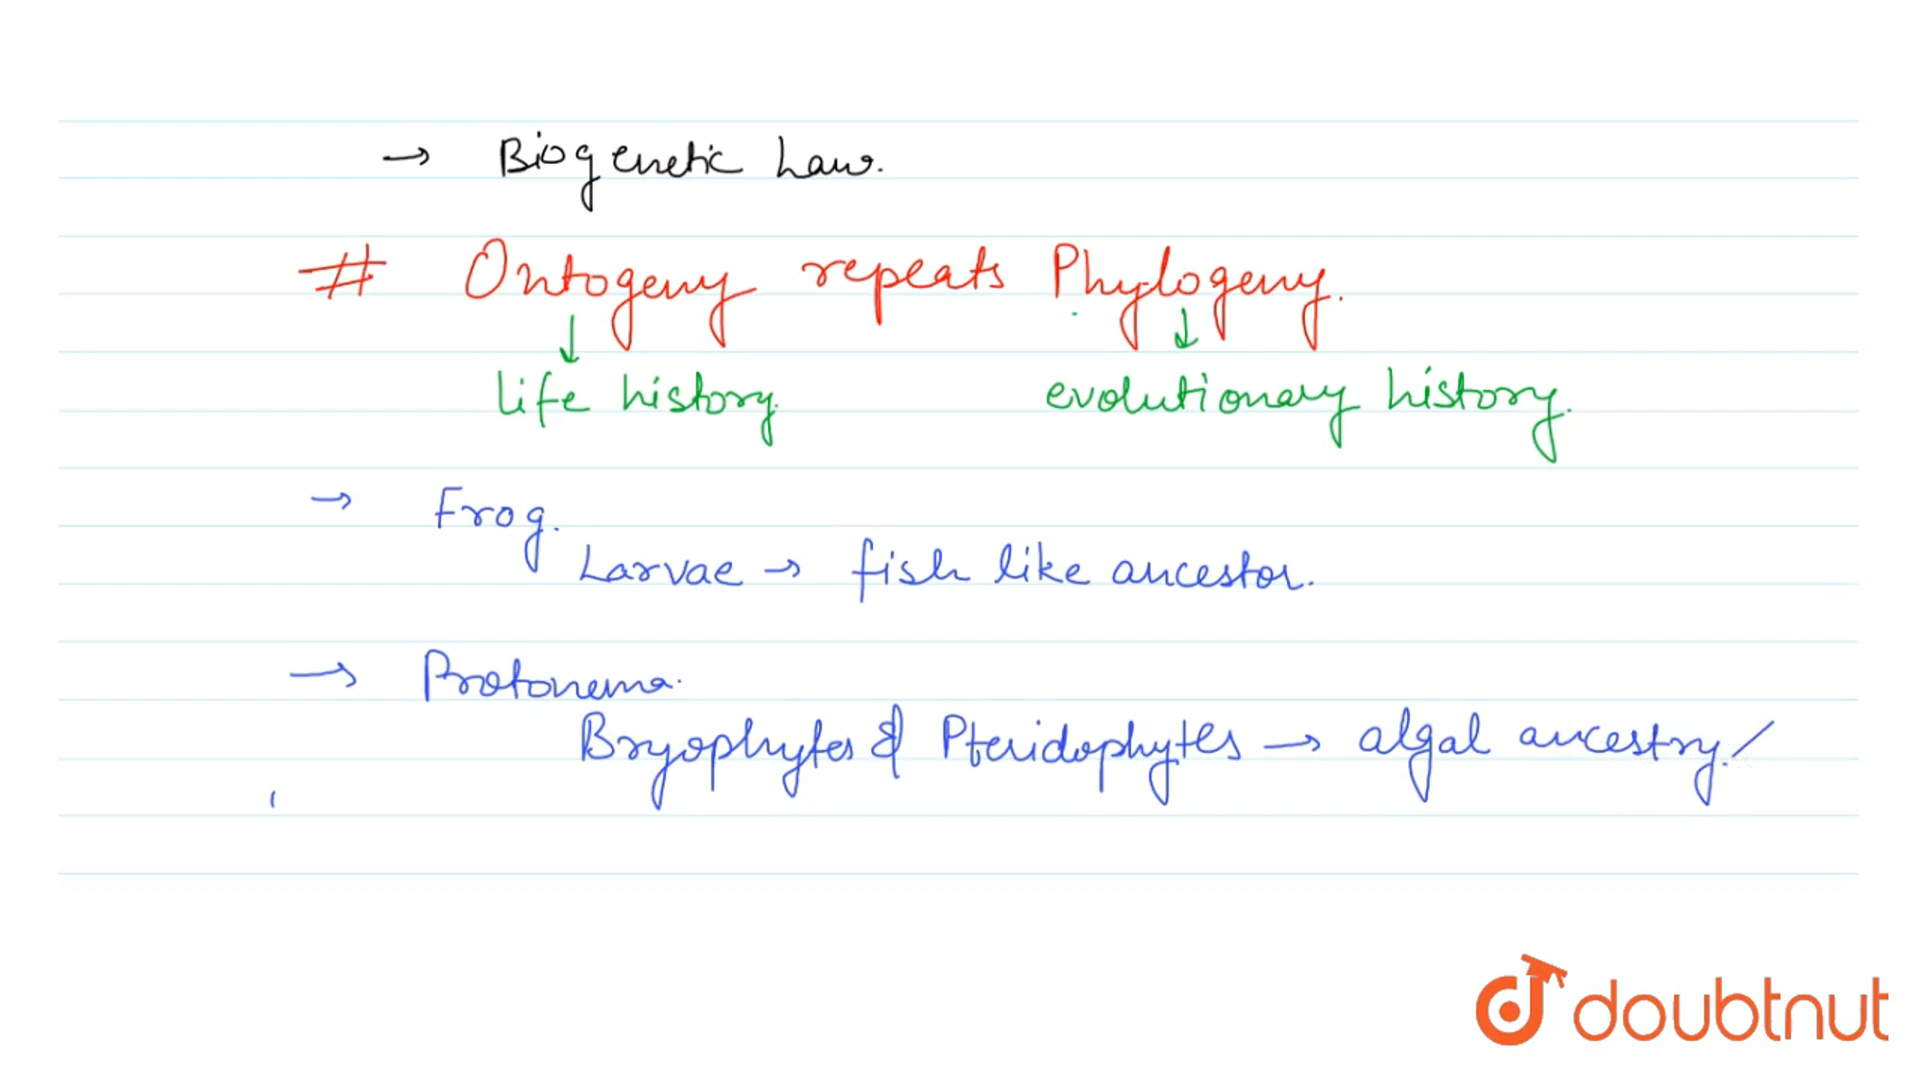 → Biogenetic Law.
# Ontogeny repeats Phylogeny.
↓ ↓
life history. evolutionary history.
→ Frog.
Larvae → fish like ancestor.
→ Protonema.
Bryophytes & Pteridophytes → algal ancestry.
doubtnut